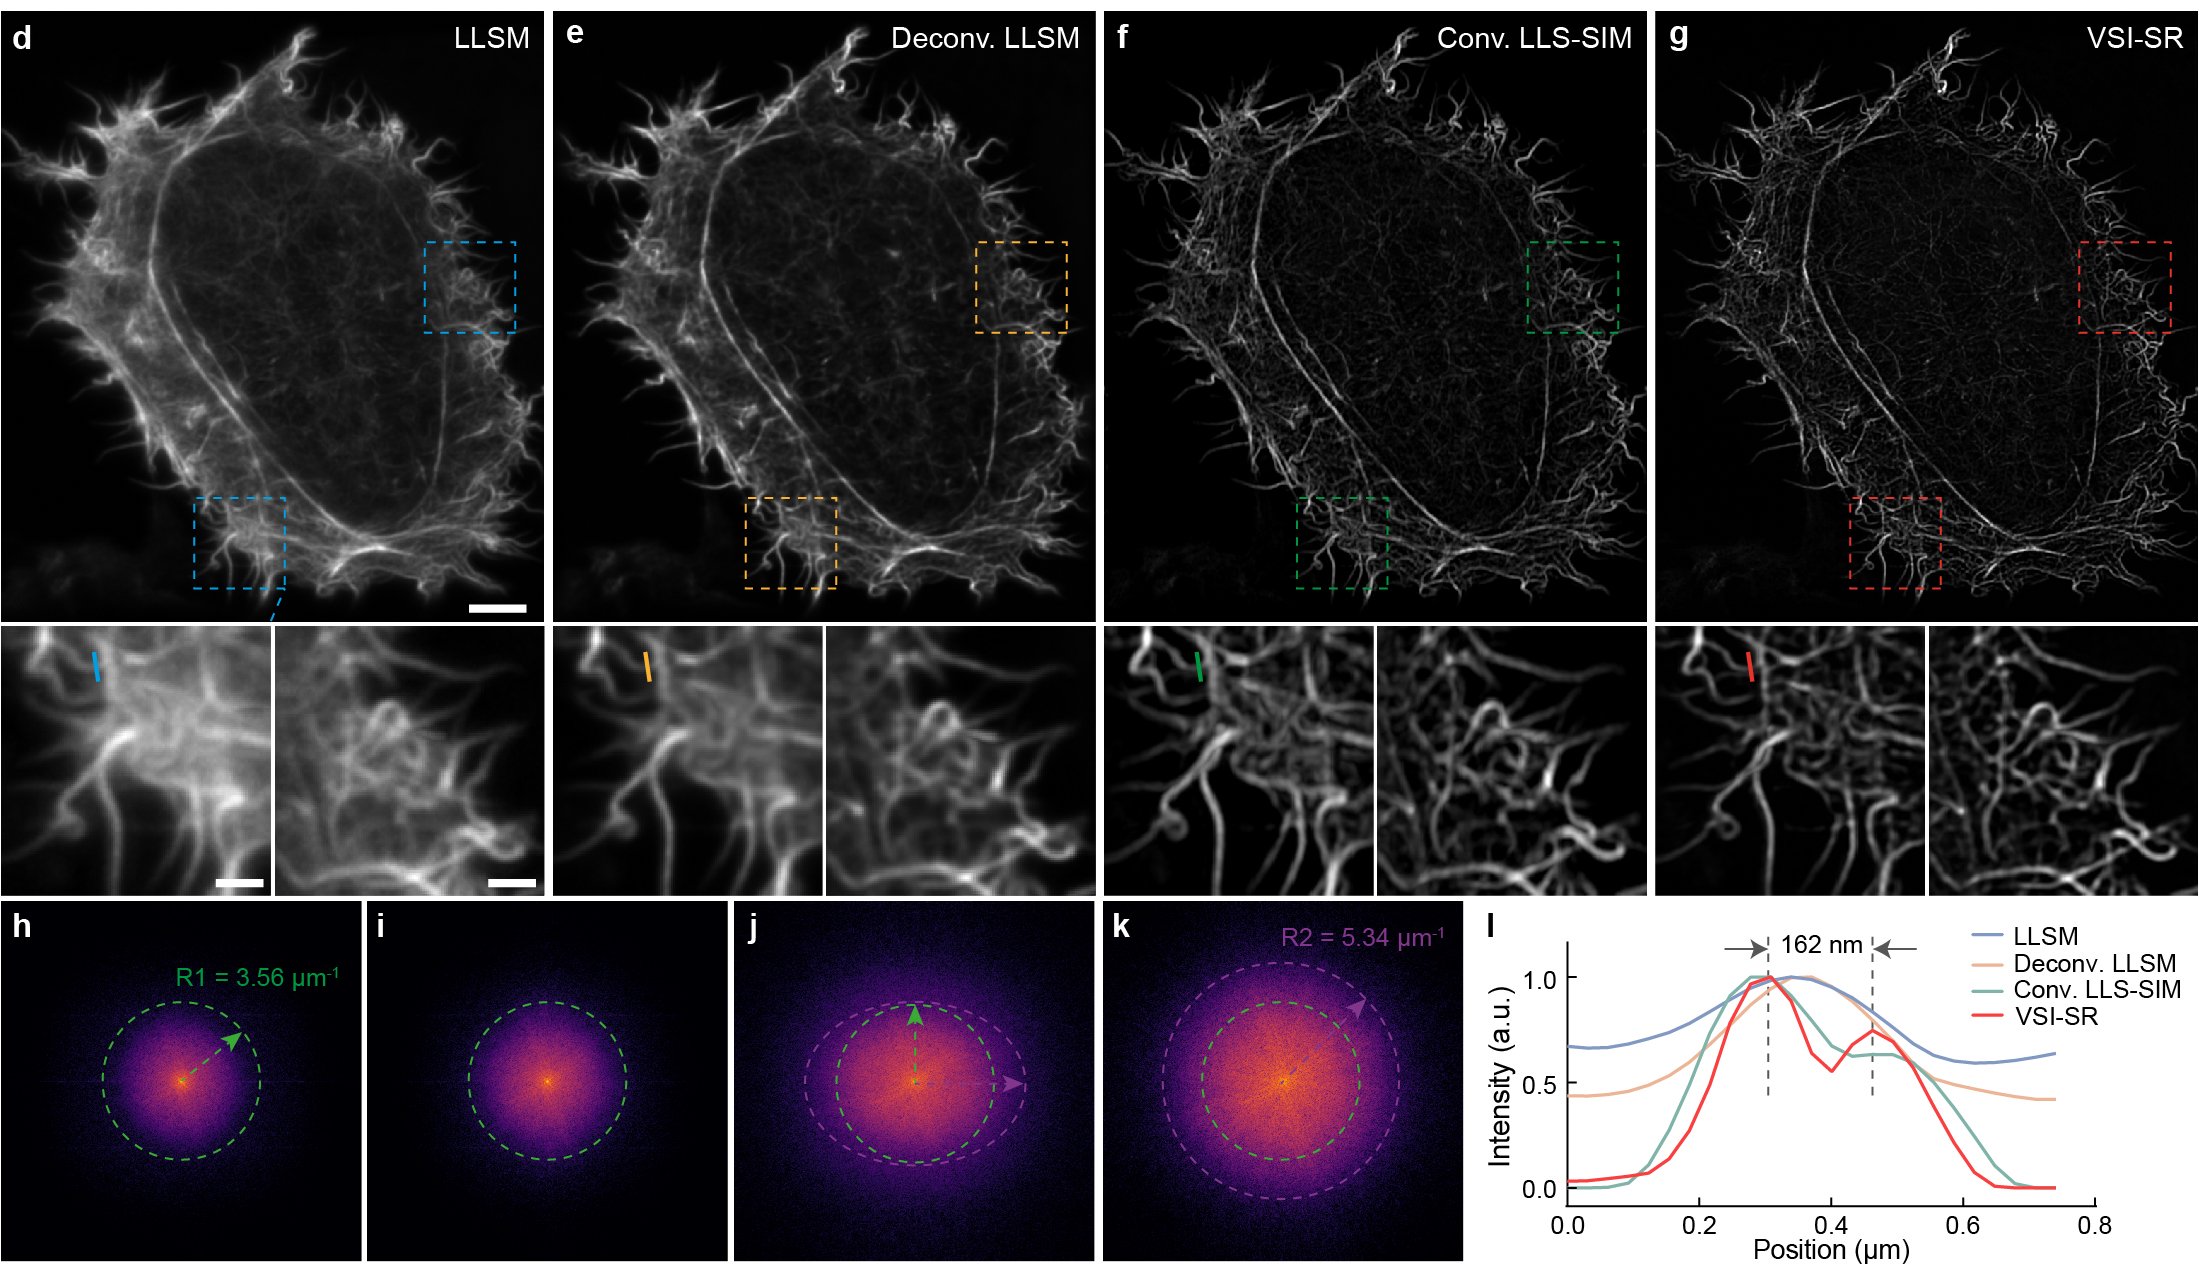 d LLSM
e Deconv. LLSM
f Conv. LLS-SIM
g VSI-SR
h
R1 = 3.56 µm⁻¹
i
j
k
R2 = 5.34 µm⁻¹
l
162 nm
LLSM
Deconv. LLSM
Conv. LLS-SIM
VSI-SR
Intensity (a.u.)
1.0
0.5
0.0
0.0 0.2 0.4 0.6 0.8
Position (µm)